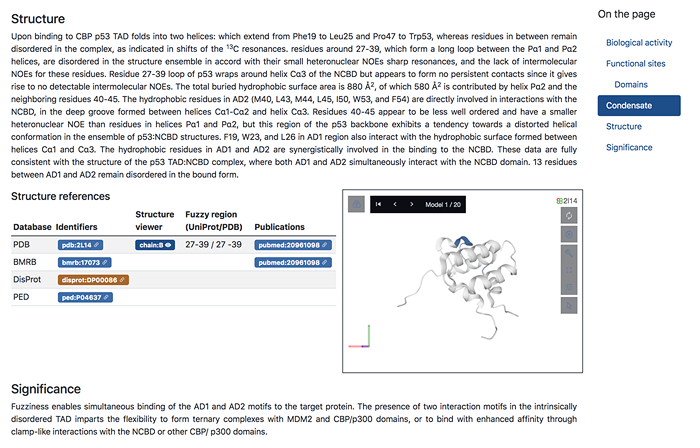 Structure
Upon binding to CBP p53 TAD folds into two helices: which extend from Phe19 to Leu25 and Pro47 to Trp53, whereas residues in between remain
disordered in the complex, as indicated in shifts of the ¹³C resonances. residues around 27-39, which form a long loop between the Pα1 and Pα2
helices, are disordered in the structure ensemble in accord with their small heteronuclear NOEs sharp resonances, and the lack of intermolecular
NOEs for these residues. Residue 27-39 loop of p53 wraps around helix Cα3 of the NCBD but appears to form no persistent contacts since it gives
rise to no detectable intermolecular NOEs. The total buried hydrophobic surface area is 880 Å², of which 580 Å² is contributed by helix Pα2 and the
neighboring residues 40-45. The hydrophobic residues in AD2 (M40, L43, M44, L45, I50, W53, and F54) are directly involved in interactions with the
NCBD, in the deep groove formed between helices Cα1-Cα2 and helix Cα3. Residues 40-45 appear to be less well ordered and have a smaller
heteronuclear NOE than residues in helices Pα1 and Pα2, but this region of the p53 backbone exhibits a tendency towards a distorted helical
conformation in the ensemble of p53:NCBD structures. F19, W23, and L26 in AD1 region also interact with the hydrophobic surface formed between
helices Cα1 and Cα3. The hydrophobic residues in AD1 and AD2 are synergistically involved in the binding to the NCBD. These data are fully
consistent with the structure of the p53 TAD:NCBD complex, where both AD1 and AD2 simultaneously interact with the NCBD domain. 13 residues
between AD1 and AD2 remain disordered in the bound form.
Structure references
Database Identifiers Structure viewer Fuzzy region (UniProt/PDB) Publications
PDB pdb:2L14 chain:B 27-39 / 27 -39 pubmed:20961098
BMRB bmrb:17073 pubmed:20961098
DisProt disprot:DP00086
PED ped:P04637
Model 1 / 20
2l14
Significance
Fuzziness enables simultaneous binding of the AD1 and AD2 motifs to the target protein. The presence of two interaction motifs in the intrinsically
disordered TAD imparts the flexibility to form ternary complexes with MDM2 and CBP/p300 domains, or to bind with enhanced affinity through
clamp-like interactions with the NCBD or other CBP/ p300 domains.
On the page
Biological activity
Functional sites
Domains
Condensate
Structure
Significance